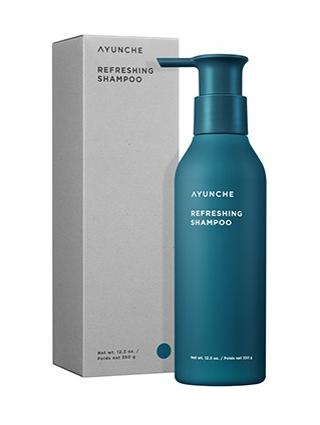 AYUNCHE
REFRESHING
SHAMPOO
Net wt. 12.3 oz. /
Poids net 350 g
AYUNCHE
REFRESHING
SHAMPOO
Net wt. 12.3 oz. / Poids net 350 g